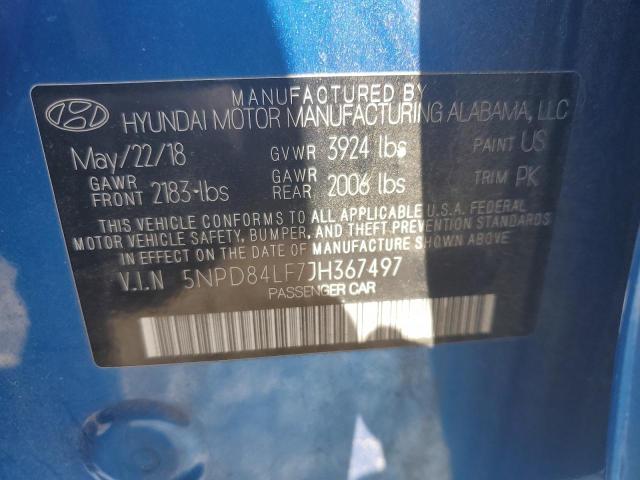 MANUFACTURED BY
HYUNDAI MOTOR MANUFACTURING ALABAMA, LLC
May/22/18 GVWR 3924 lbs PAINT US
GAWR FRONT 2183 lbs GAWR REAR 2006 lbs TRIM PK
THIS VEHICLE CONFORMS TO ALL APPLICABLE U.S.A. FEDERAL
MOTOR VEHICLE SAFETY, BUMPER, AND THEFT PREVENTION STANDARDS
IN EFFECT ON THE DATE OF MANUFACTURE SHOWN ABOVE.
V.I.N 5NPD84LF7JH367497
PASSENGER CAR